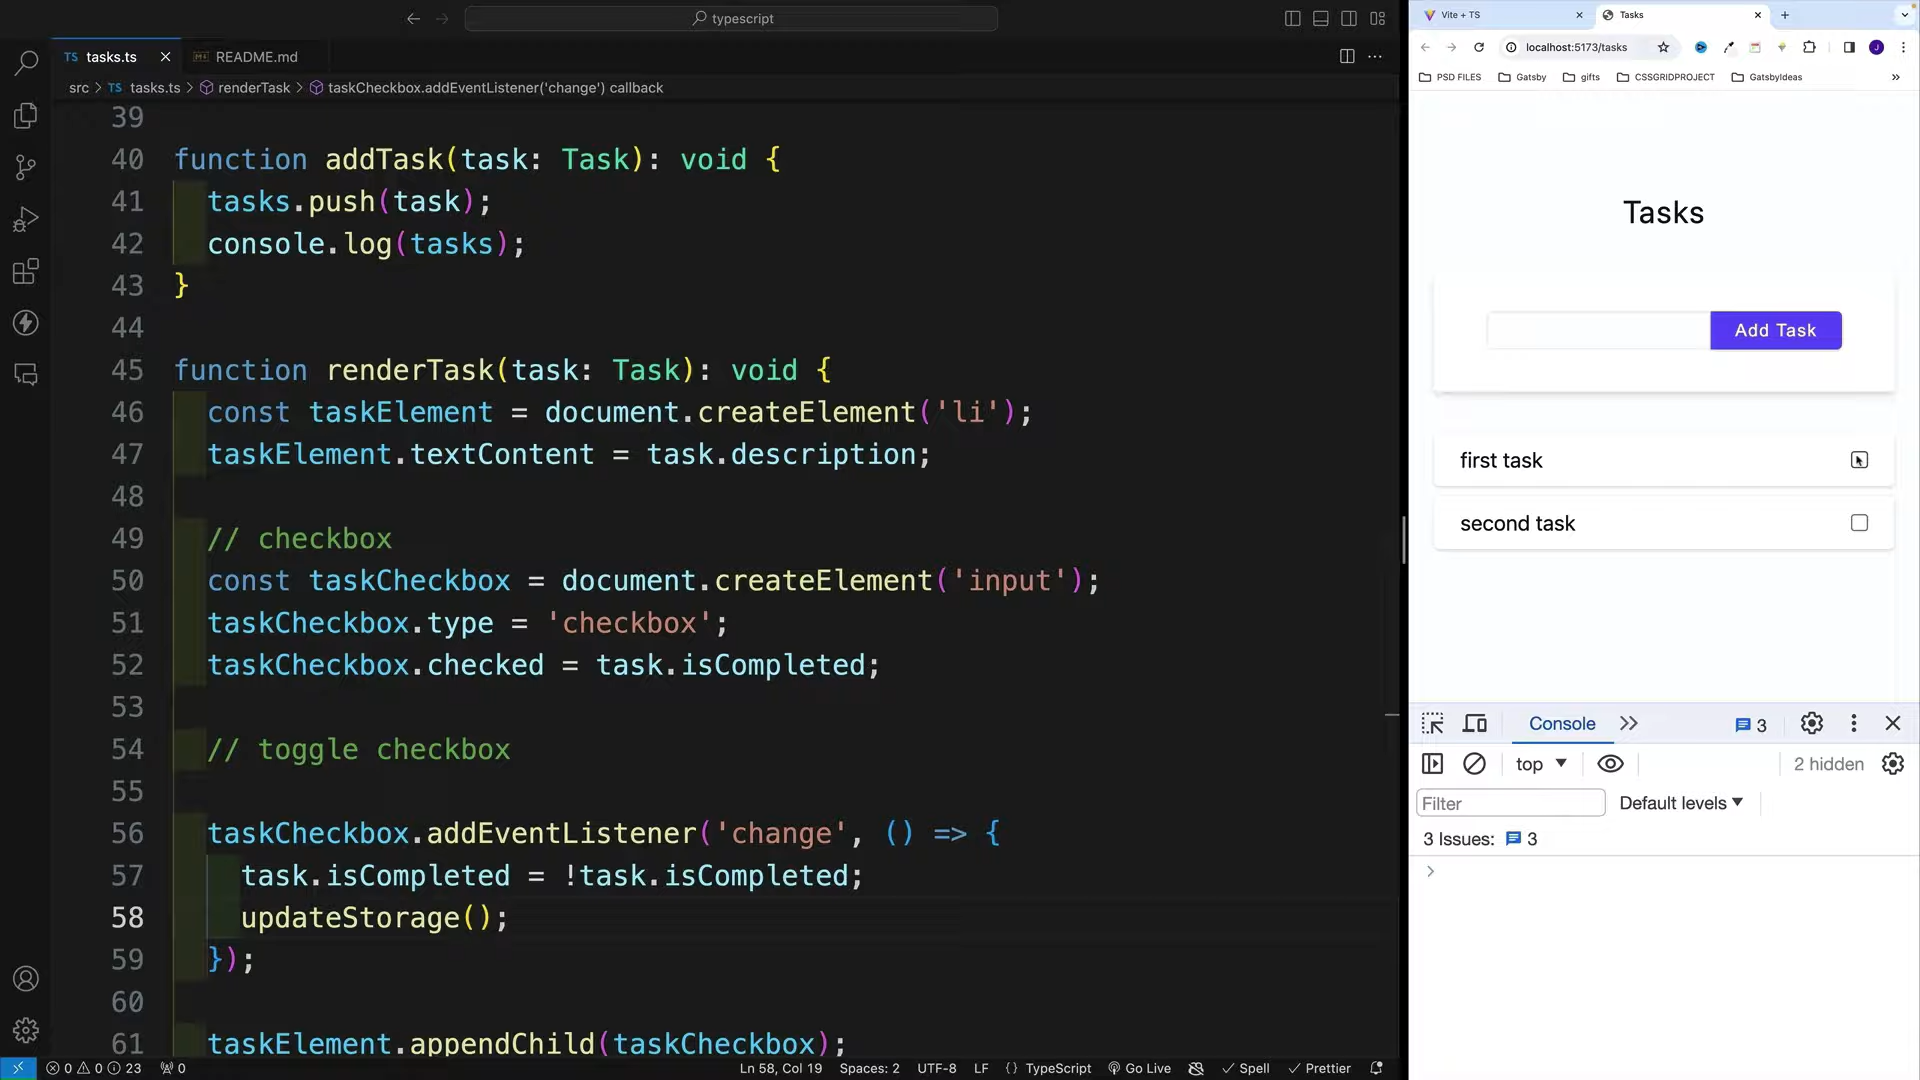 typescript
TS tasks.ts
README.md
src > TS tasks.ts > renderTask > taskCheckbox.addEventListener('change') callback
39
40 function addTask(task: Task): void {
41 tasks.push(task);
42 console.log(tasks);
43 }
44
45 function renderTask(task: Task): void {
46 const taskElement = document.createElement('li');
47 taskElement.textContent = task.description;
48
49 // checkbox
50 const taskCheckbox = document.createElement('input');
51 taskCheckbox.type = 'checkbox';
52 taskCheckbox.checked = task.isCompleted;
53
54 // toggle checkbox
55
56 taskCheckbox.addEventListener('change', () => {
57 task.isCompleted = !task.isCompleted;
58 updateStorage();
59 });
60
61 taskElement.appendChild(taskCheckbox);
0 0 23 0
Ln 58, Col 19 Spaces: 2 UTF-8 LF {} TypeScript Go Live Spell Prettier
Vite + TS
Tasks
localhost:5173/tasks
J
PSD FILES Gatsby gifts CSSGRIDPROJECT GatsbyIdeas »
Tasks
Add Task
first task
second task
Console 3
top 2 hidden
Filter Default levels
3 Issues: 3